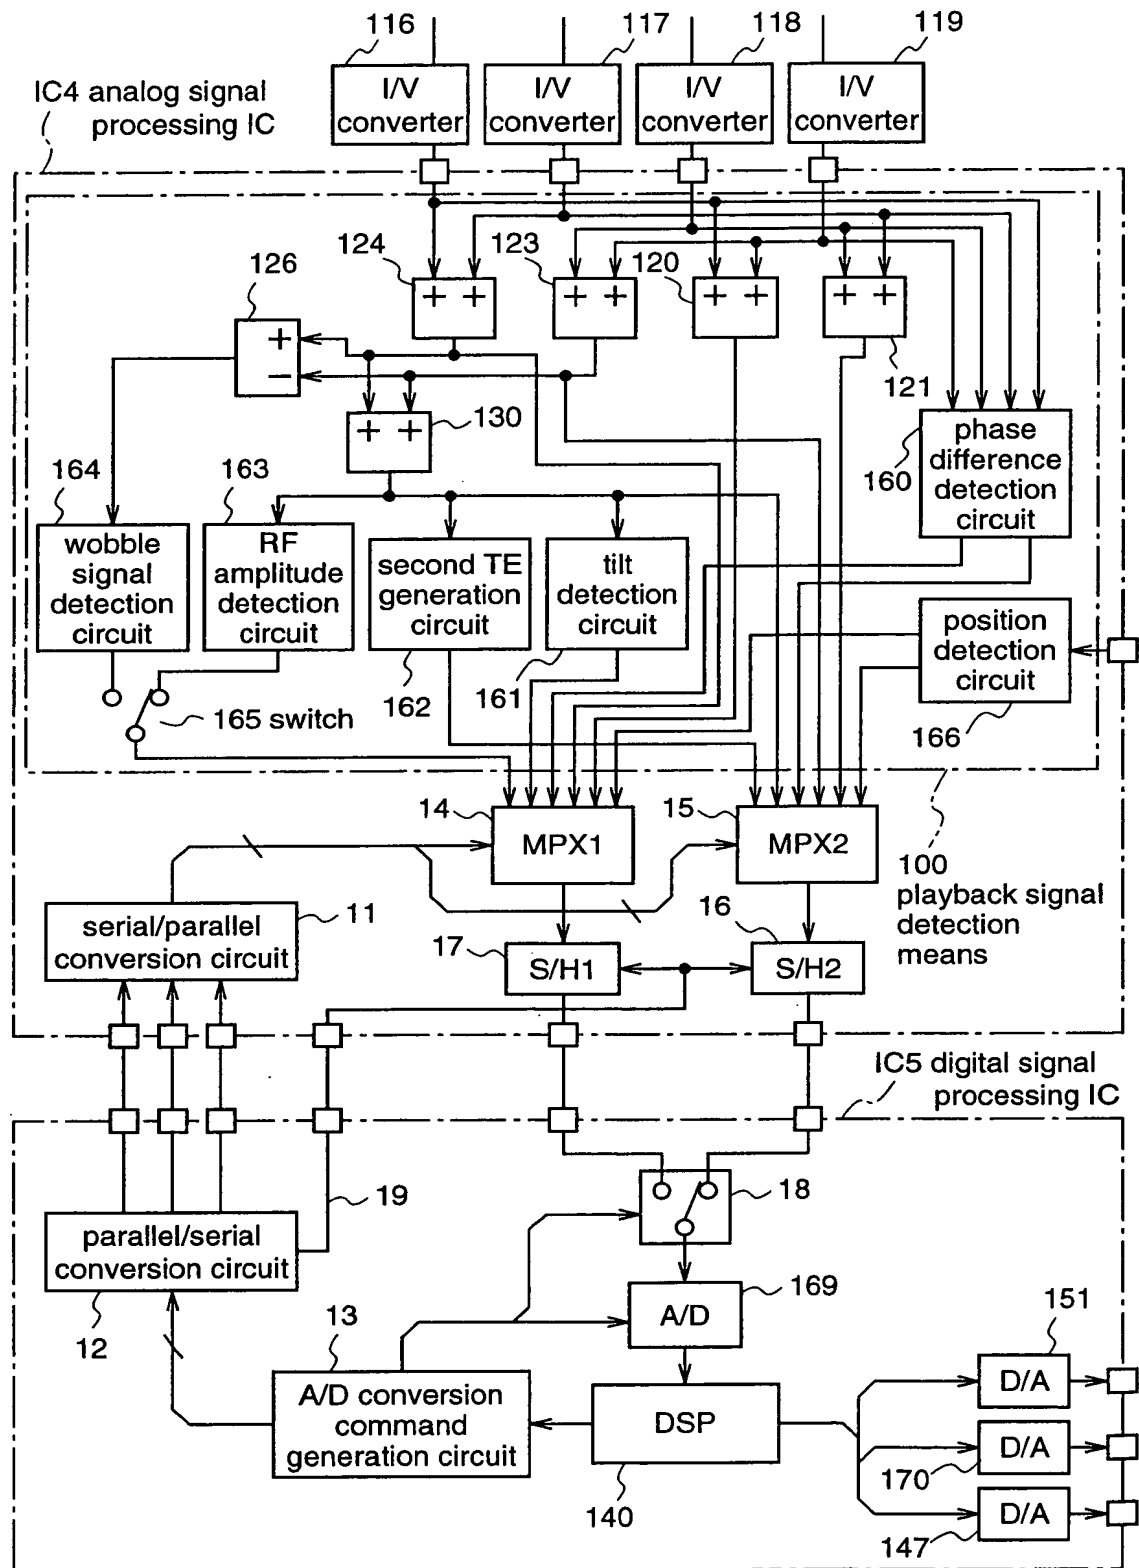 116
117
118
119
I/V
converter
I/V
converter
I/V
converter
I/V
converter
IC4 analog signal
processing IC
124
123
120
121
126
+ +
+ +
+ +
+ +
+
−
130
+ +
160
phase
difference
detection
circuit
164
163
wobble
signal
detection
circuit
RF
amplitude
detection
circuit
second TE
generation
circuit
tilt
detection
circuit
position
detection
circuit
162
161
166
165 switch
14
MPX1
15
MPX2
100
playback signal
detection
means
serial/parallel
conversion circuit
11
17
S/H1
16
S/H2
IC5 digital signal
processing IC
19
18
parallel/serial
conversion circuit
12
13
A/D
169
A/D conversion
command
generation circuit
DSP
140
151
D/A
D/A
170
D/A
147